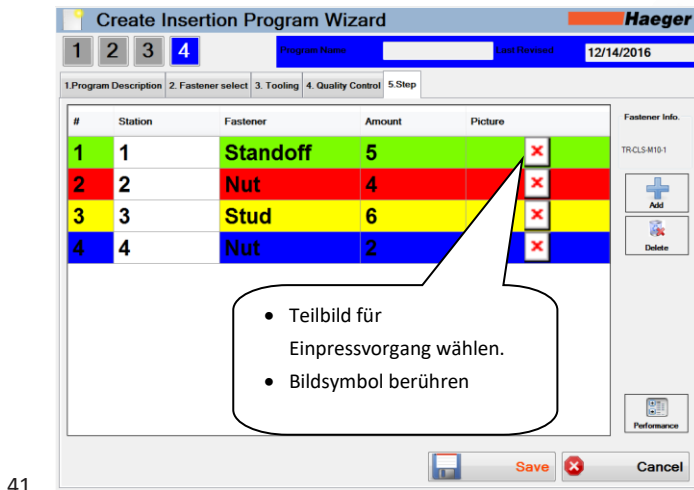 Create Insertion Program Wizard
Haeger
1 2 3 4 Program Name Last Revised 12/14/2016
1.Program Description 2. Fastener select 3. Tooling 4. Quality Control 5.Step
# Station Fastener Amount Picture
Fastener Info.
TR-CLS-M10-1
1 1 Standoff 5
2 2 Nut 4
3 3 Stud 6
4 4 Nut 2
Add
Delete
• Teilbild für
Einpressvorgang wählen.
• Bildsymbol berühren
Performance
Save Cancel
41